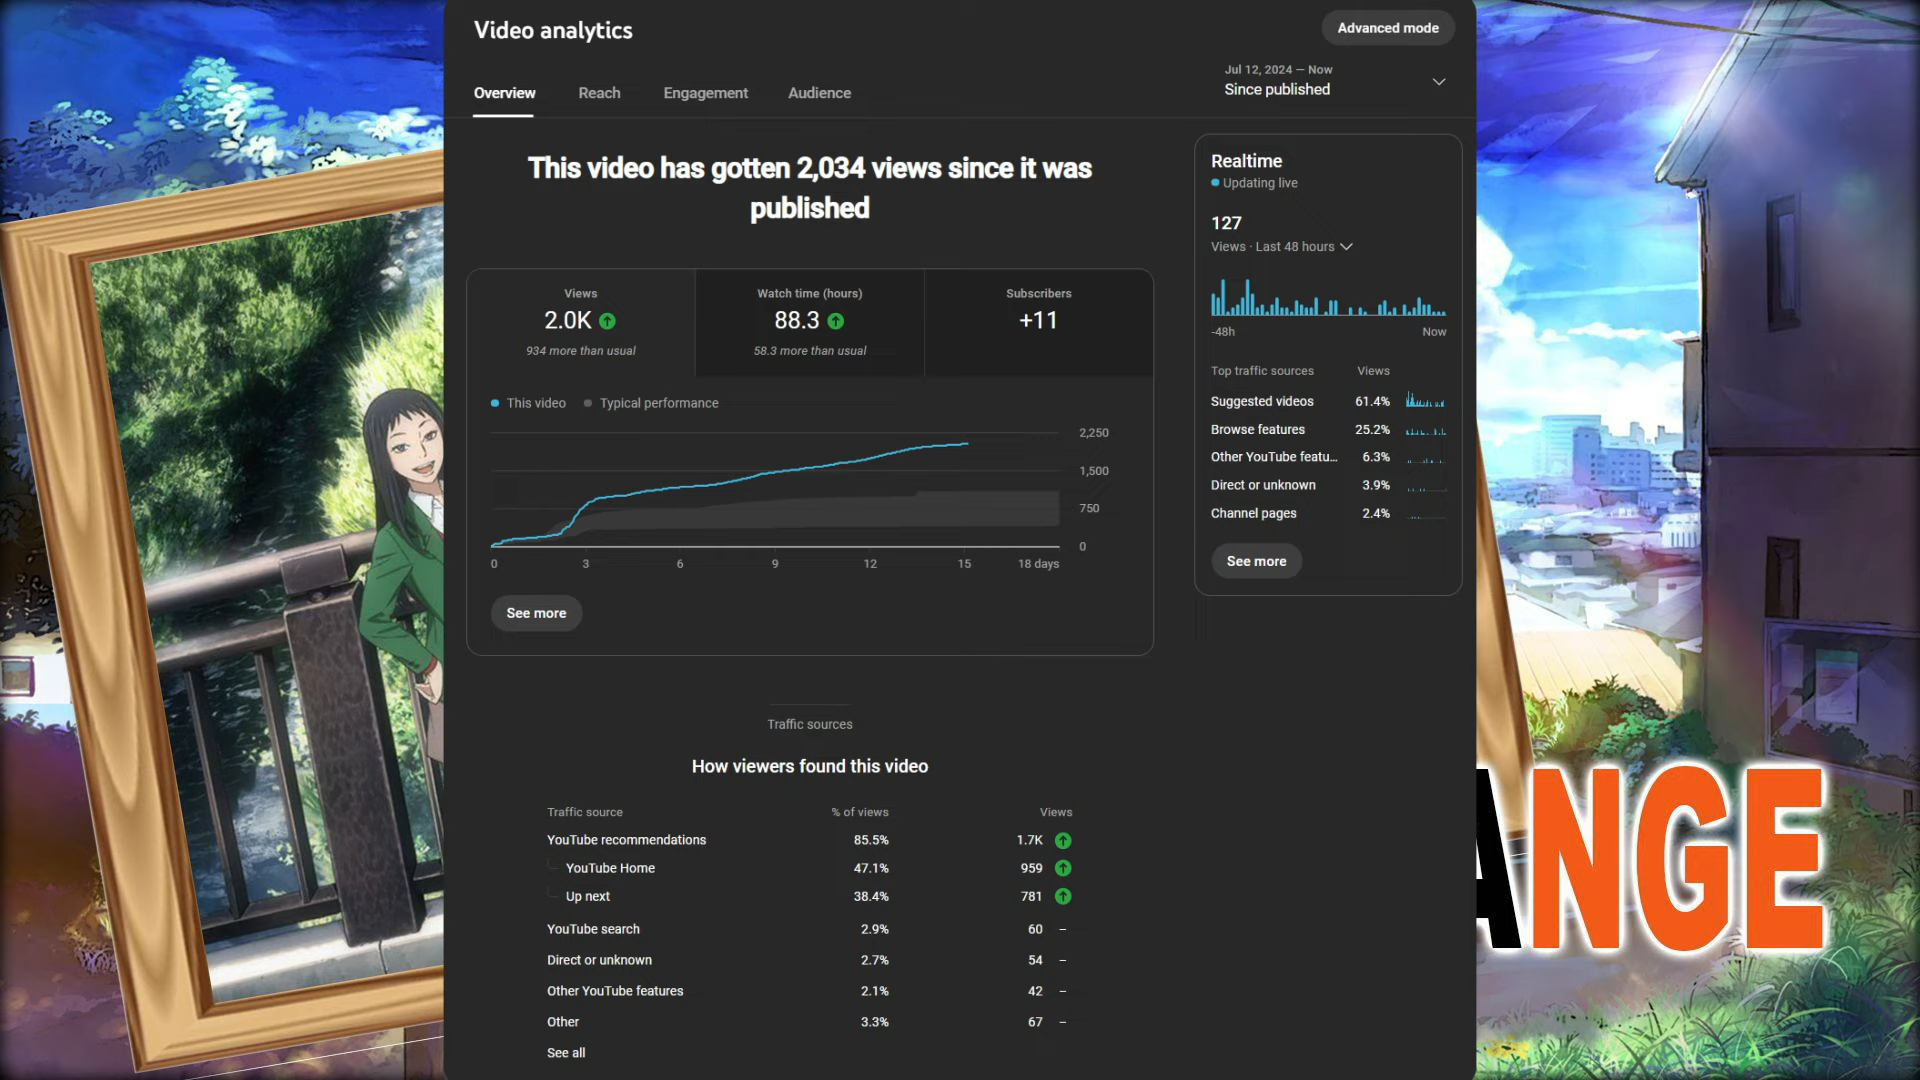 Video analytics
Advanced mode
Jul 12, 2024 – Now
Since published
Overview
Reach
Engagement
Audience
This video has gotten 2,034 views since it was
published
Views
2.0K
934 more than usual
Watch time (hours)
88.3
58.3 more than usual
Subscribers
+11
This video
Typical performance
2,250
1,500
750
0
0
3
6
9
12
15
18 days
See more
Realtime
Updating live
127
Views · Last 48 hours
-48h
Now
Top traffic sources
Views
Suggested videos
61.4%
Browse features
25.2%
Other YouTube featu...
6.3%
Direct or unknown
3.9%
Channel pages
2.4%
See more
Traffic sources
How viewers found this video
Traffic source
% of views
Views
YouTube recommendations
85.5%
1.7K
YouTube Home
47.1%
959
Up next
38.4%
781
YouTube search
2.9%
60 –
Direct or unknown
2.7%
54 –
Other YouTube features
2.1%
42 –
Other
3.3%
67 –
See all
ANGE